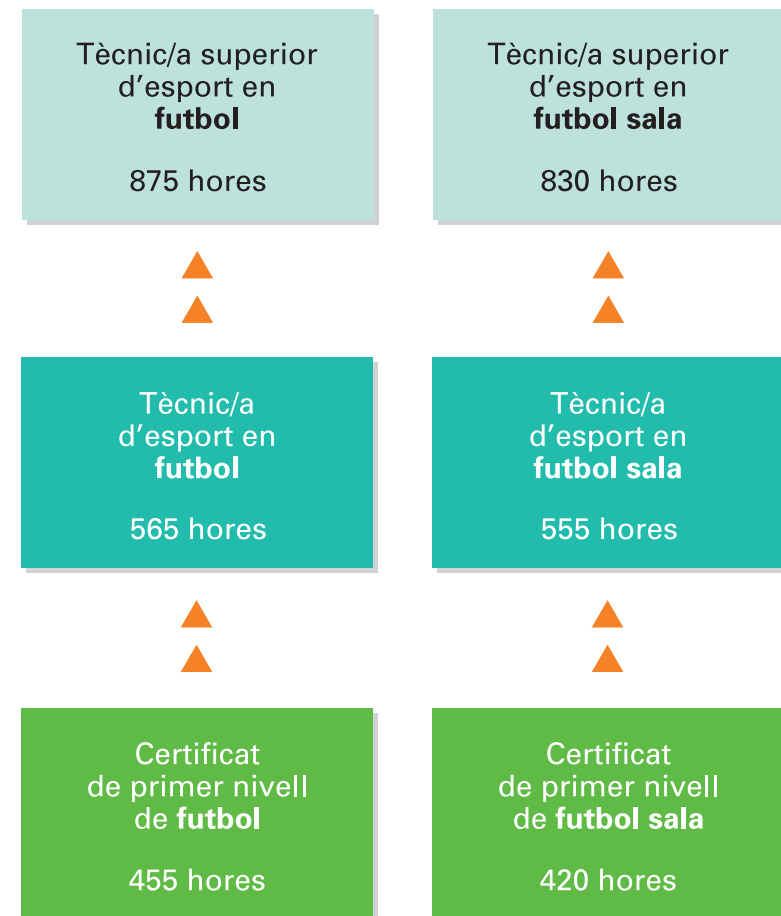 Tècnic/a superior
d'esport en
futbol
875 hores
Tècnic/a superior
d'esport en
futbol sala
830 hores
Tècnic/a
d'esport en
futbol
565 hores
Tècnic/a
d'esport en
futbol sala
555 hores
Certificat
de primer nivell
de futbol
455 hores
Certificat
de primer nivell
de futbol sala
420 hores